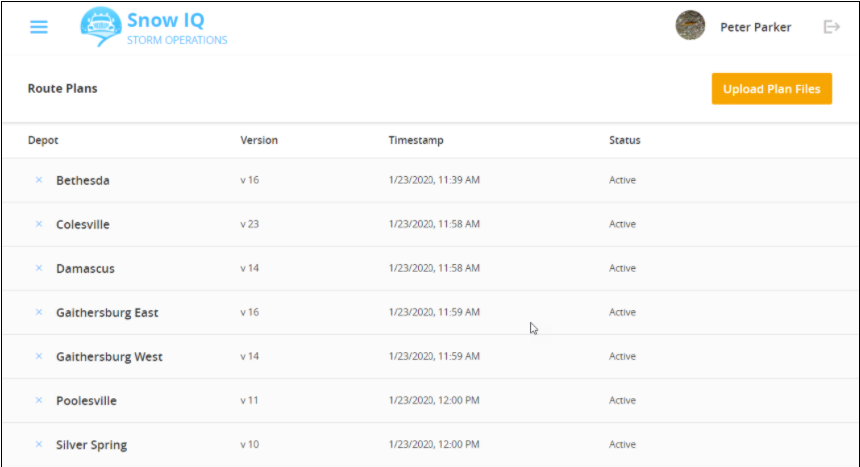 Snow IQ
STORM OPERATIONS
Peter Parker
Route Plans
Upload Plan Files
Depot Version Timestamp Status
Bethesda v 16 1/23/2020, 11:39 AM Active
Colesville v 23 1/23/2020, 11:58 AM Active
Damascus v 14 1/23/2020, 11:58 AM Active
Gaithersburg East v 16 1/23/2020, 11:59 AM Active
Gaithersburg West v 14 1/23/2020, 11:59 AM Active
Poolesville v 11 1/23/2020, 12:00 PM Active
Silver Spring v 10 1/23/2020, 12:00 PM Active